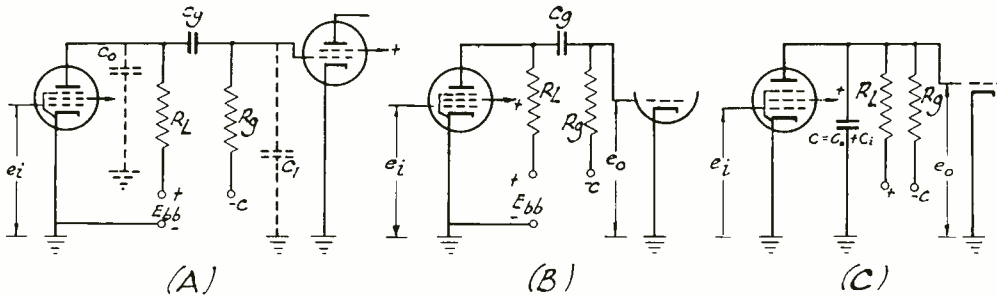 Cg
Co
RL
Rg
C1
ei
+
+
Ebb
-
-C
(A)
Cg
RL
Rg
+
ei
+
Ebb
-
-C
eo
(B)
+
RL
Rg
C=Co+Ci
ei
+
-C
eo
(C)